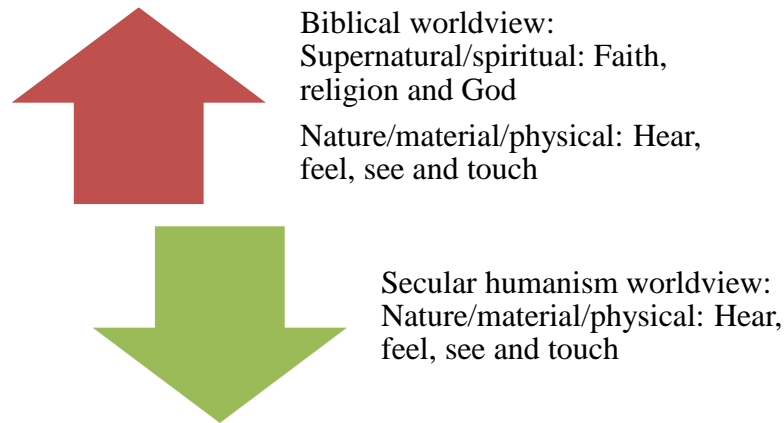 Biblical worldview:
Supernatural/spiritual: Faith,
religion and God
Nature/material/physical: Hear,
feel, see and touch
Secular humanism worldview:
Nature/material/physical: Hear,
feel, see and touch